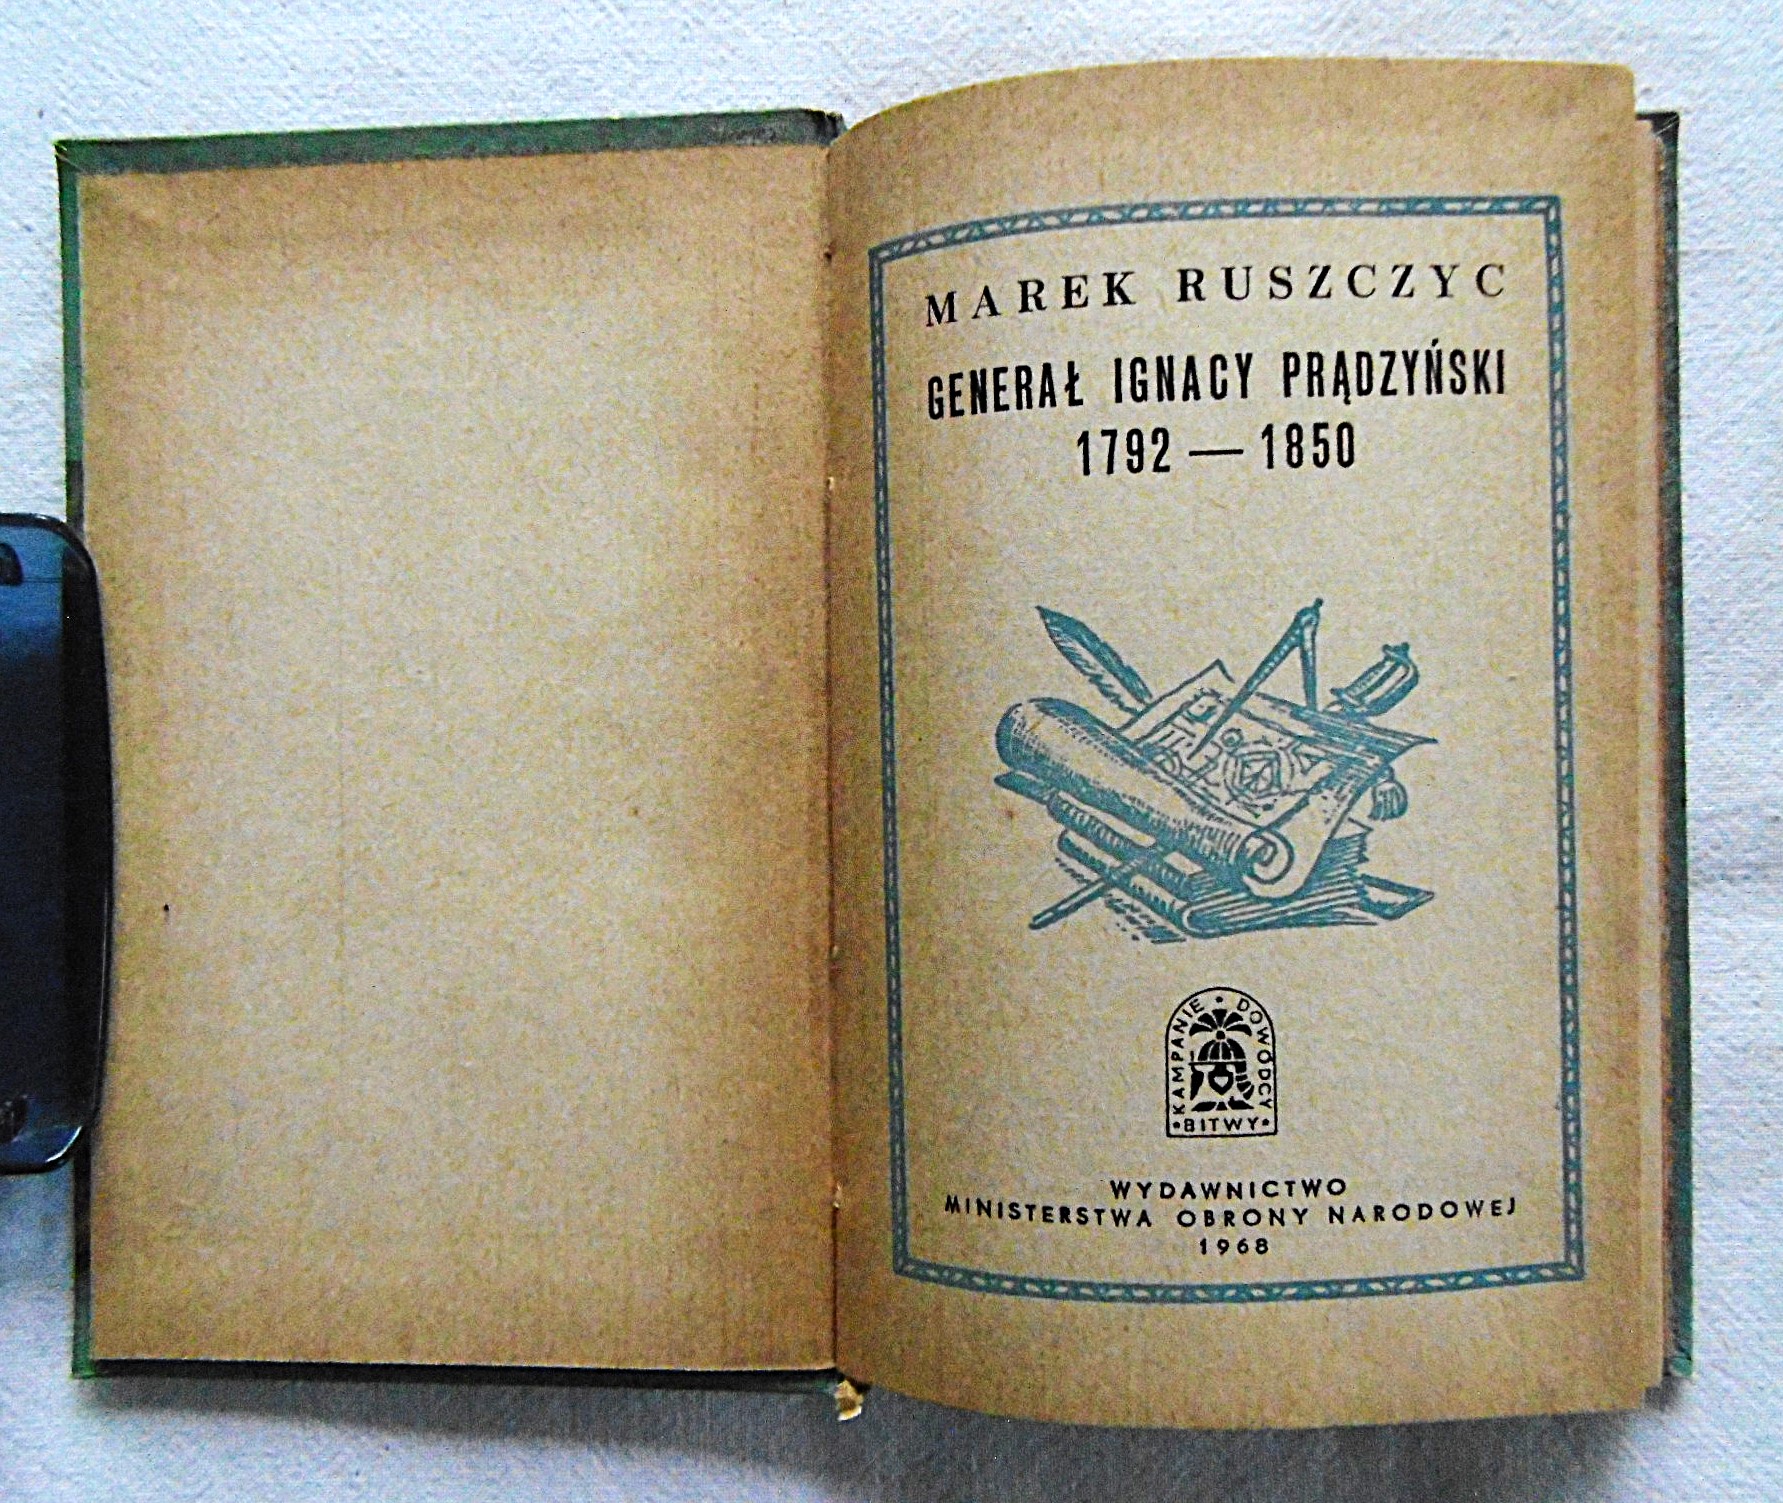 MAREK RUSZCZYC
GENERAŁ IGNACY PRĄDZYŃSKI
1792 — 1850
KAMPANIE • DOWÓDCY
•BITWY•
WYDAWNICTWO
MINISTERSTWA OBRONY NARODOWEJ
1968